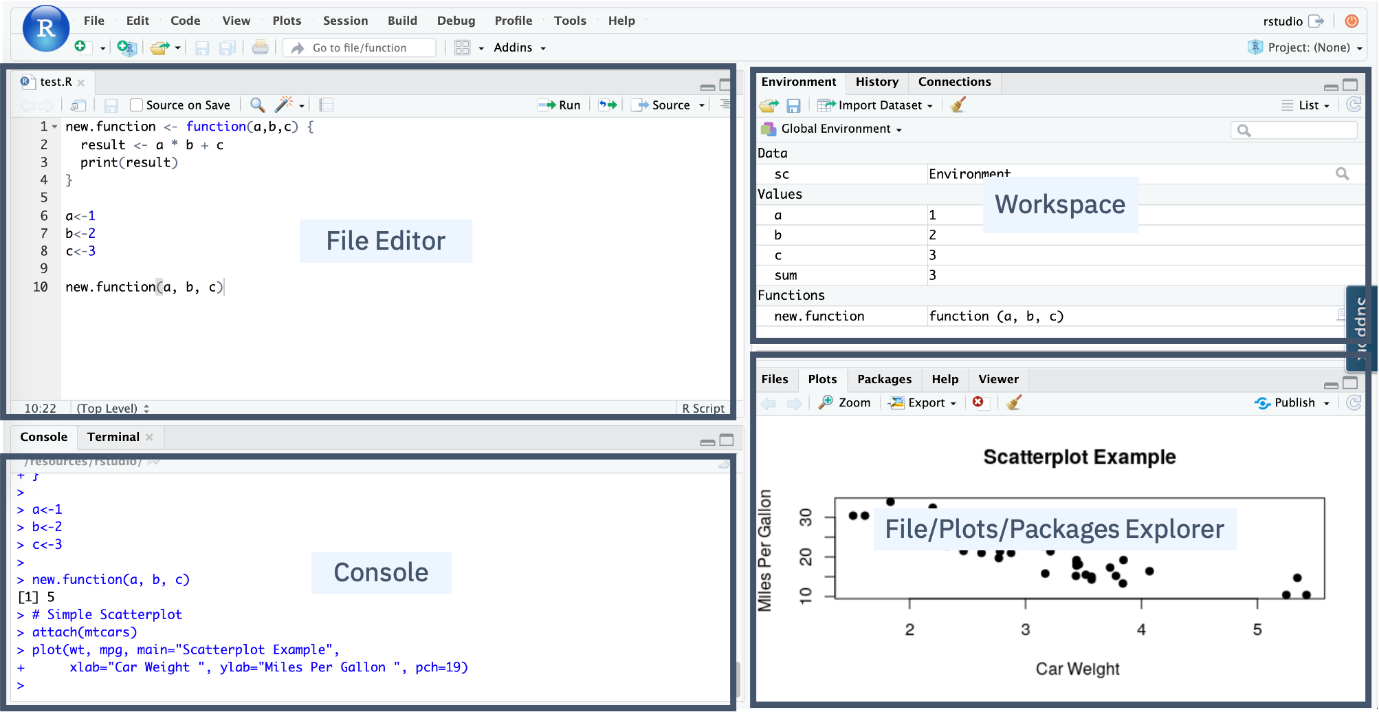 R File Edit Code View Plots Session Build Debug Profile Tools Help rstudio
Go to file/function Addins Project: (None)
test.R
Source on Save Run Source
1 new.function <- function(a,b,c) {
2 result <- a * b + c
3 print(result)
4 }
5
6 a<-1
7 b<-2
8 c<-3
9
10 new.function(a, b, c)
File Editor
10:22 (Top Level) R Script
Console Terminal
/resources/rstudio/
+ }
>
> a<-1
> b<-2
> c<-3
>
> new.function(a, b, c)
[1] 5
> # Simple Scatterplot
> attach(mtcars)
> plot(wt, mpg, main="Scatterplot Example",
+ xlab="Car Weight ", ylab="Miles Per Gallon ", pch=19)
>
Console
Environment History Connections
Import Dataset List
Global Environment
Data
sc Environment
Values
a 1
b 2
c 3
sum 3
Functions
new.function function (a, b, c)
Workspace
Support
Files Plots Packages Help Viewer
Zoom Export Publish
Scatterplot Example
Miles Per Gallon
30
20
10
File/Plots/Packages Explorer
2 3 4 5
Car Weight